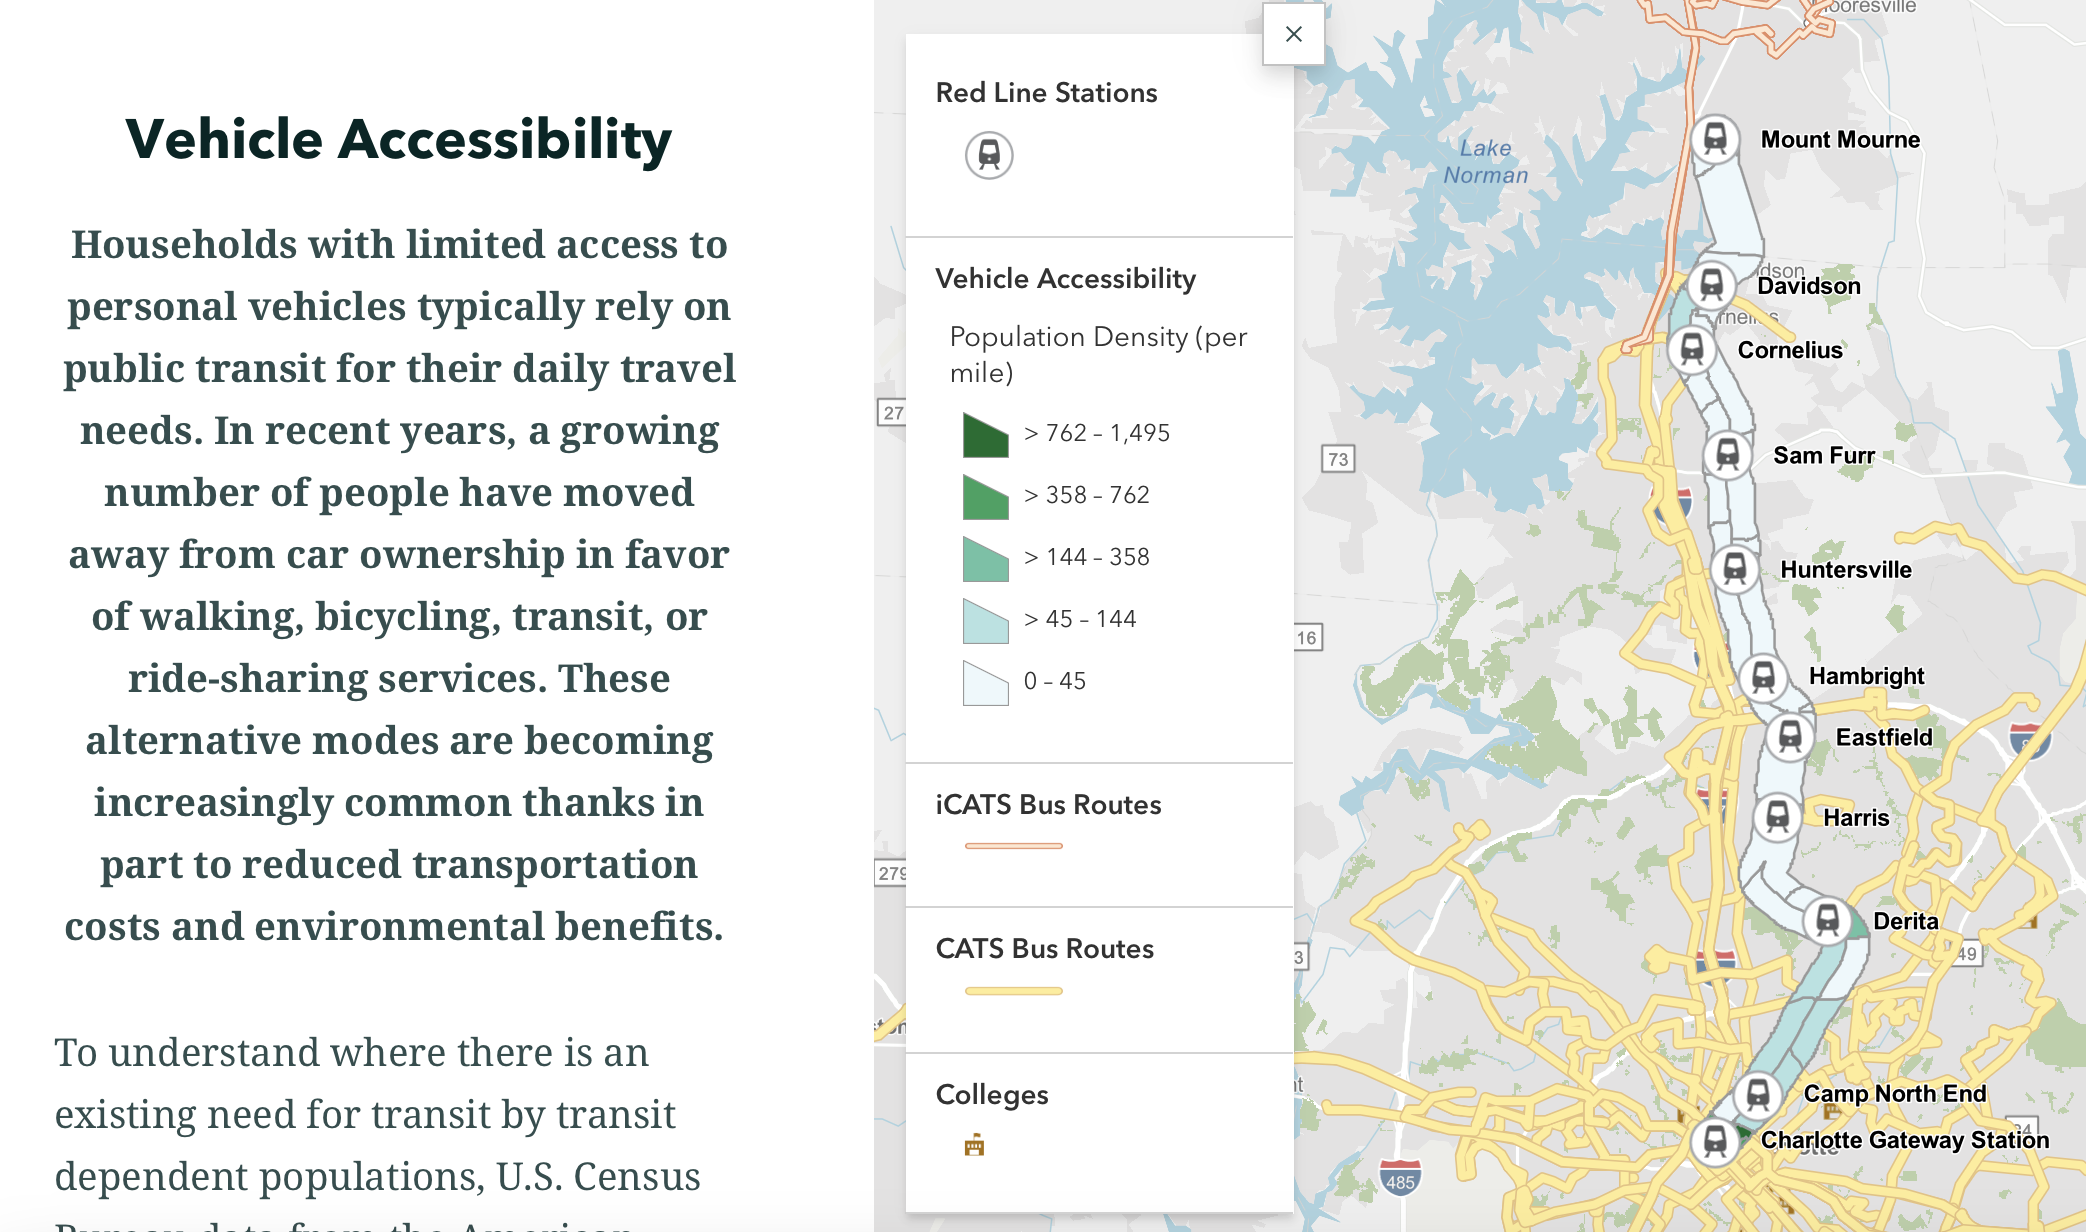 Vehicle Accessibility
Households with limited access to
personal vehicles typically rely on
public transit for their daily travel
needs. In recent years, a growing
number of people have moved
away from car ownership in favor
of walking, bicycling, transit, or
ride-sharing services. These
alternative modes are becoming
increasingly common thanks in
part to reduced transportation
costs and environmental benefits.
To understand where there is an
existing need for transit by transit
dependent populations, U.S. Census
Bureau data from the American
Red Line Stations
Vehicle Accessibility
Population Density (per
mile)
> 762 – 1,495
> 358 – 762
> 144 – 358
> 45 – 144
0 – 45
iCATS Bus Routes
CATS Bus Routes
Colleges
Mooresville
Lake
Norman
Mount Mourne
Davidson
Cornelius
Sam Furr
Huntersville
Hambright
Eastfield
Harris
Derita
Camp North End
Charlotte Gateway Station
27
73
16
279
3
49
485